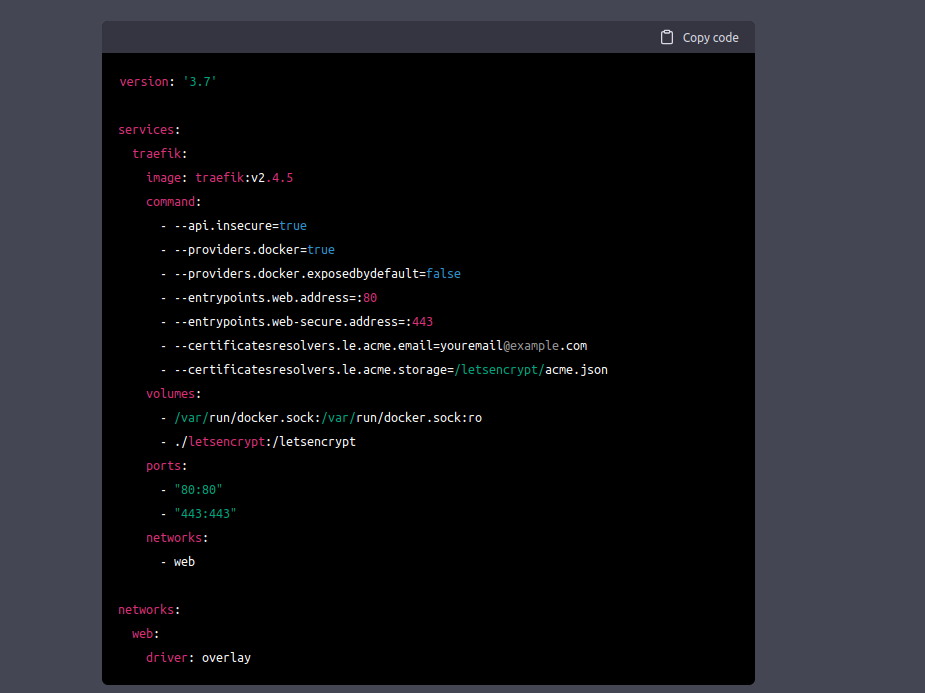 Copy code
version: '3.7'
services:
traefik:
image: traefik:v2.4.5
command:
- --api.insecure=true
- --providers.docker=true
- --providers.docker.exposedbydefault=false
- --entrypoints.web.address=:80
- --entrypoints.web-secure.address=:443
- --certificatesresolvers.le.acme.email=youremail@example.com
- --certificatesresolvers.le.acme.storage=/letsencrypt/acme.json
volumes:
- /var/run/docker.sock:/var/run/docker.sock:ro
- ./letsencrypt:/letsencrypt
ports:
- "80:80"
- "443:443"
networks:
- web
networks:
web:
driver: overlay